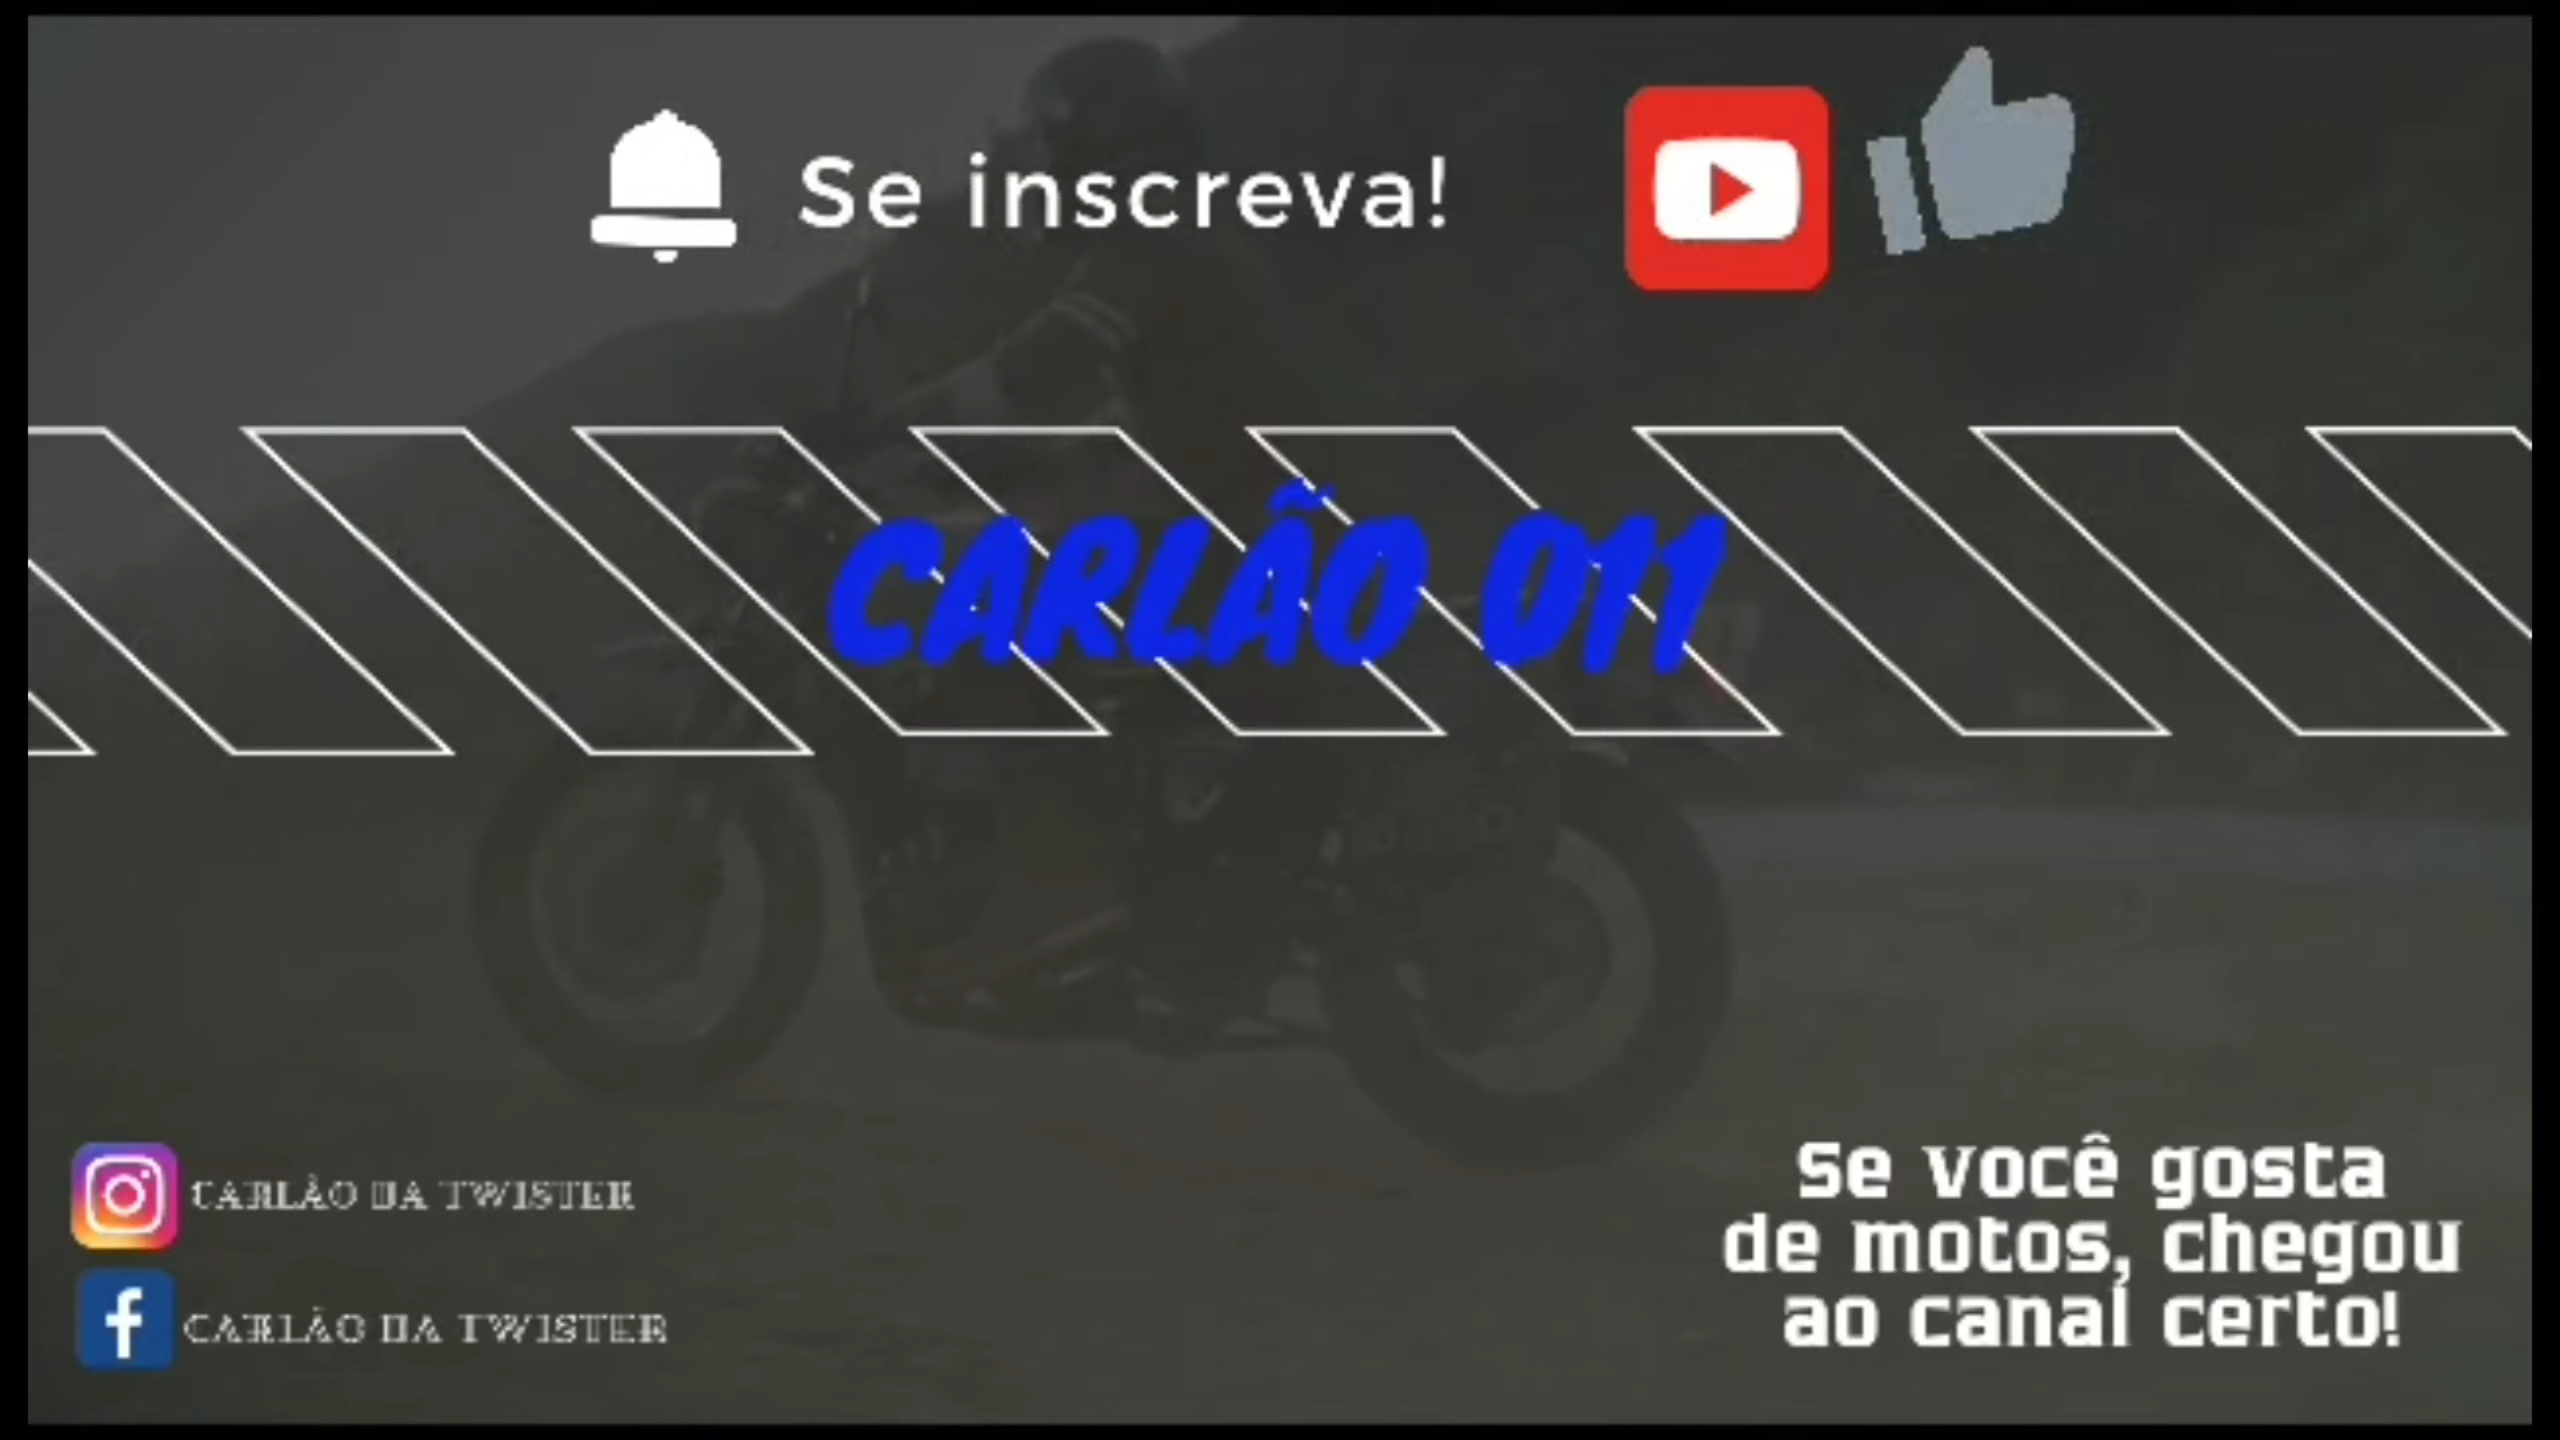 Se inscreva!
CARLÃO 011
CARLÃO DA TWISTER
CARLÃO DA TWISTER
Se você gosta
de motos, chegou
ao canal certo!